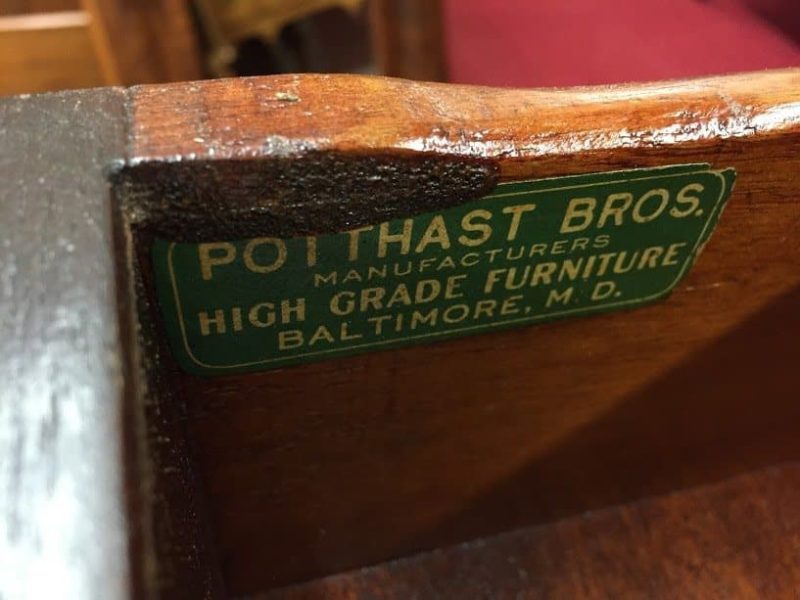 POTTHAST BROS.
MANUFACTURERS
HIGH GRADE FURNITURE
BALTIMORE, M.D.